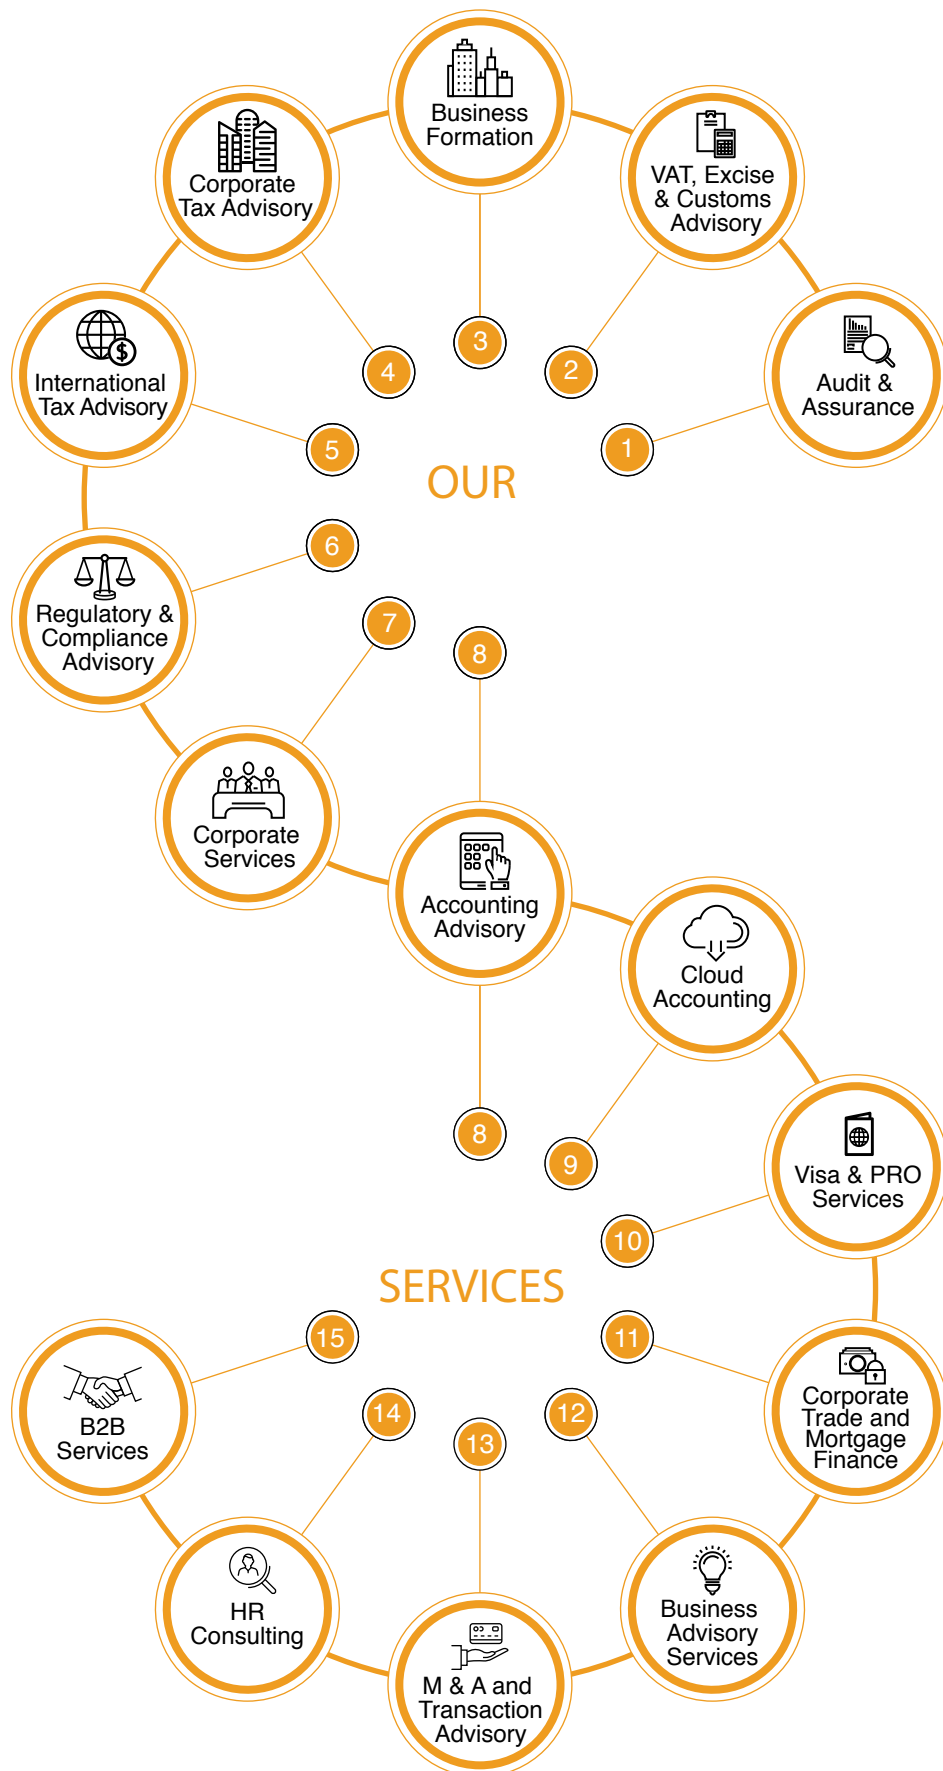 Business
Formation
3
Corporate
Tax Advisory
4
VAT, Excise
& Customs
Advisory
2
International
Tax Advisory
5
Audit &
Assurance
1
OUR
Regulatory &
Compliance
Advisory
6
Corporate
Services
7
8
Accounting
Advisory
8
Cloud
Accounting
9
Visa & PRO
Services
10
SERVICES
B2B
Services
15
Corporate
Trade and
Mortgage
Finance
11
HR
Consulting
14
13
M & A and
Transaction
Advisory
12
Business
Advisory
Services
$